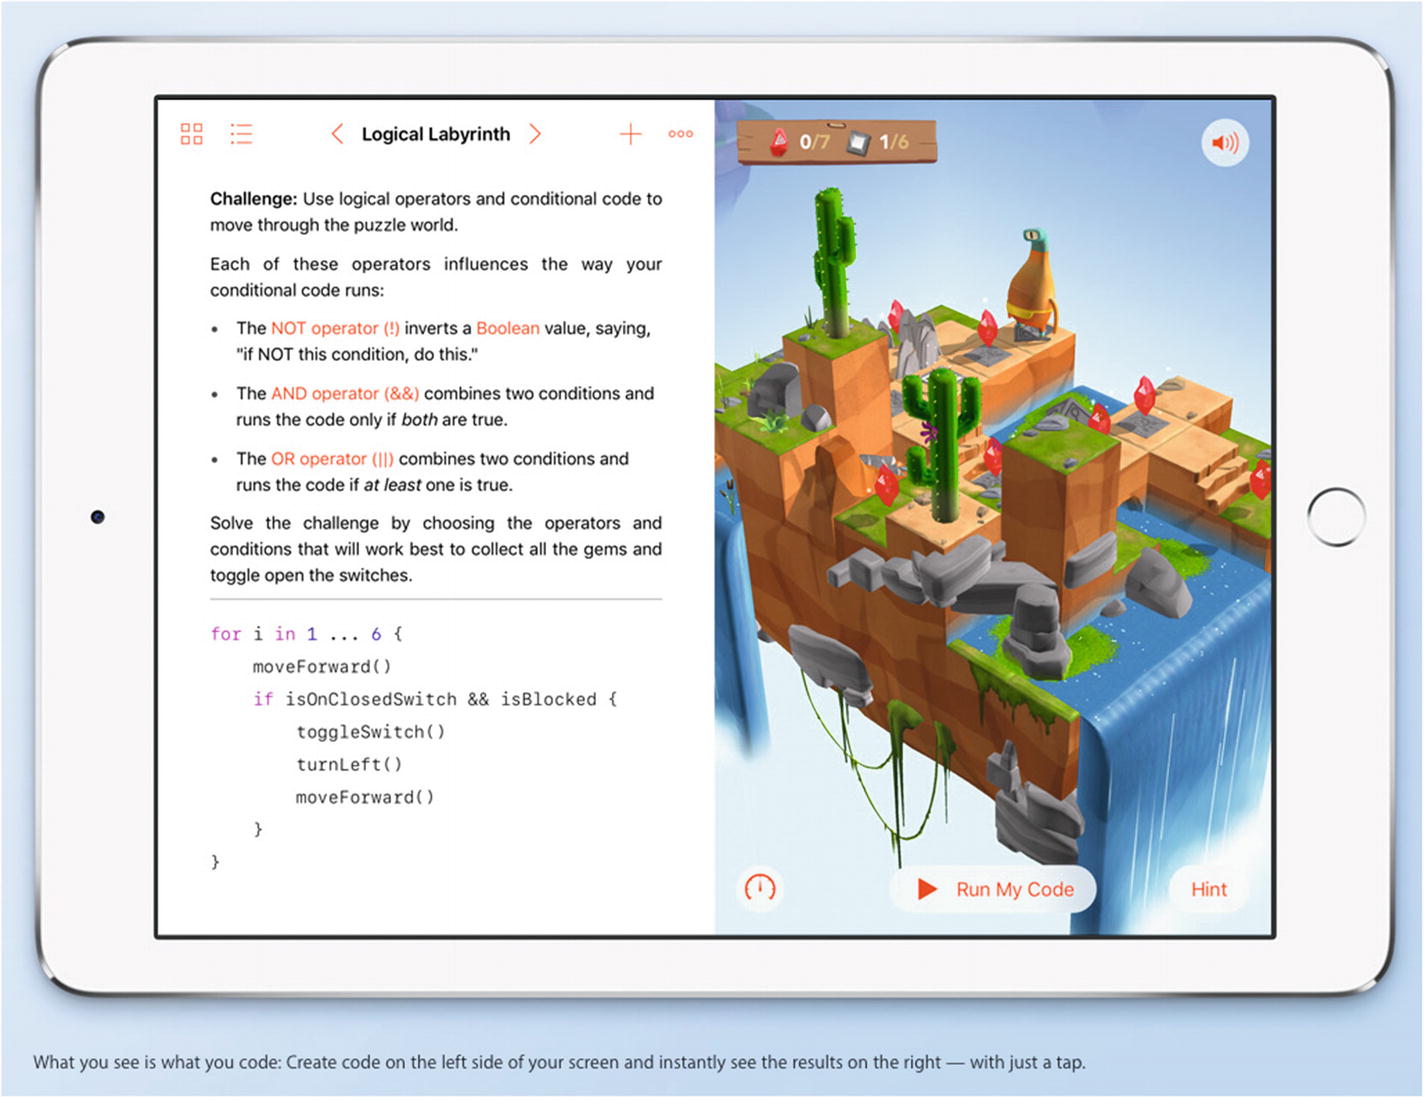 Logical Labyrinth
Challenge: Use logical operators and conditional code to
move through the puzzle world.
Each of these operators influences the way your
conditional code runs:
• The NOT operator (!) inverts a Boolean value, saying,
"if NOT this condition, do this."
• The AND operator (&&) combines two conditions and
runs the code only if both are true.
• The OR operator (||) combines two conditions and
runs the code if at least one is true.
Solve the challenge by choosing the operators and
conditions that will work best to collect all the gems and
toggle open the switches.
for i in 1 ... 6 {
moveForward()
if isOnClosedSwitch && isBlocked {
toggleSwitch()
turnLeft()
moveForward()
}
}
0/7 1/6
Run My Code
Hint
What you see is what you code: Create code on the left side of your screen and instantly see the results on the right — with just a tap.